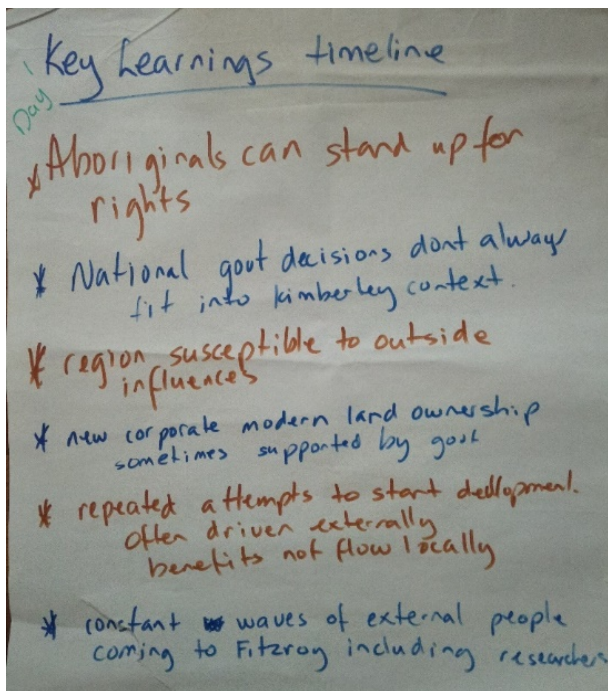 Key Learnings timeline
Day 1
* Aboriginals can stand up for
rights
* National govt decisions dont always
fit into kimberley context.
* region susceptible to outside
influences
* new corporate modern land ownership
sometimes supported by govt
* repeated attempts to start devllopment.
often driven externally
benefits not flow locally
* constant waves of external people
coming to Fitzroy including researchers